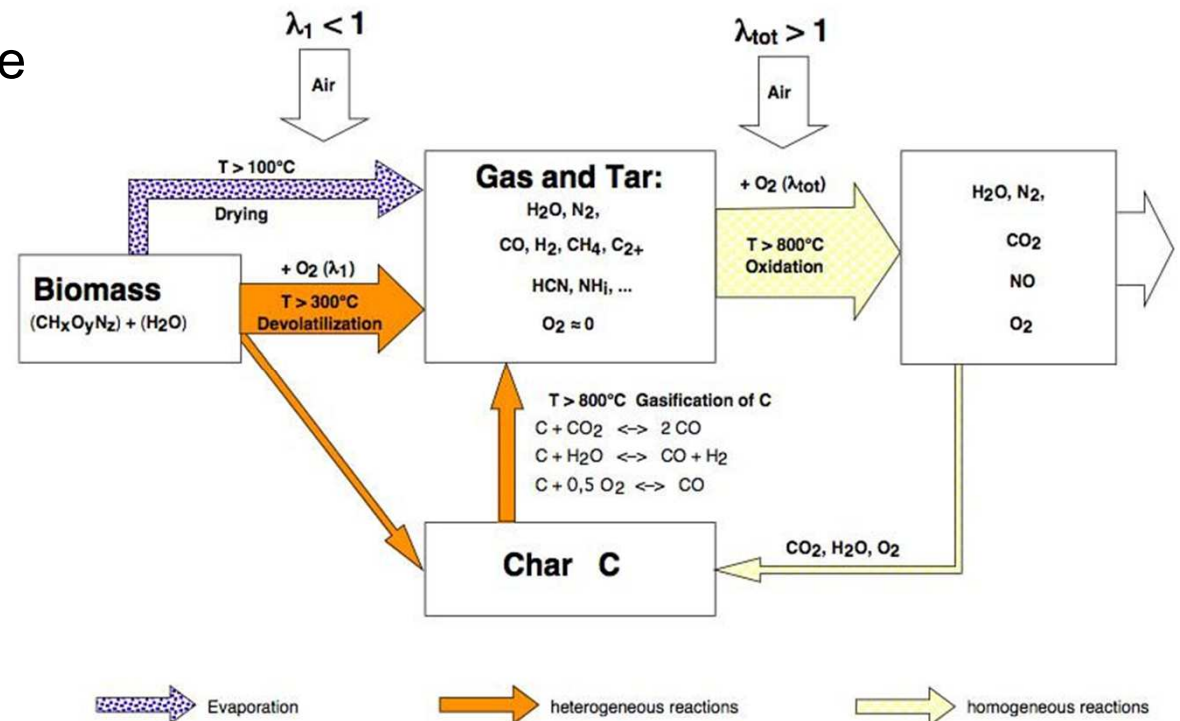 e
λ1 < 1
Air
λtot > 1
Air
T > 100°C
Drying
Biomass
(CHxOyNz) + (H2O)
+ O2 (λ1)
T > 300°C
Devolatilization
Gas and Tar:
H2O, N2,
CO, H2, CH4, C2+
HCN, NHi, ...
O2 ≈ 0
+ O2 (λtot)
T > 800°C
Oxidation
H2O, N2,
CO2
NO
O2
T > 800°C Gasification of C
C + CO2 <-> 2 CO
C + H2O <-> CO + H2
C + 0,5 O2 <-> CO
Char C
CO2, H2O, O2
Evaporation
heterogeneous reactions
homogeneous reactions